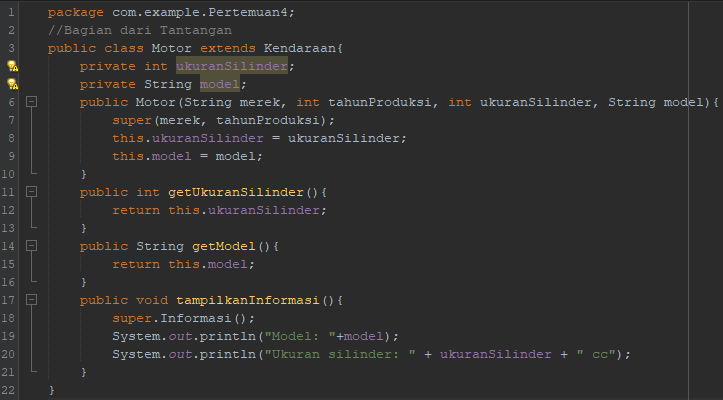 1 package com.example.Pertemuan4;
2 //Bagian dari Tantangan
3 public class Motor extends Kendaraan{
private int ukuranSilinder;
private String model;
6 public Motor(String merek, int tahunProduksi, int ukuranSilinder, String model){
7 super(merek, tahunProduksi);
8 this.ukuranSilinder = ukuranSilinder;
9 this.model = model;
10 }
11 public int getUkuranSilinder(){
12 return this.ukuranSilinder;
13 }
14 public String getModel(){
15 return this.model;
16 }
17 public void tampilkanInformasi(){
18 super.Informasi();
19 System.out.println("Model: "+model);
20 System.out.println("Ukuran silinder: " + ukuranSilinder + " cc");
21 }
22 }